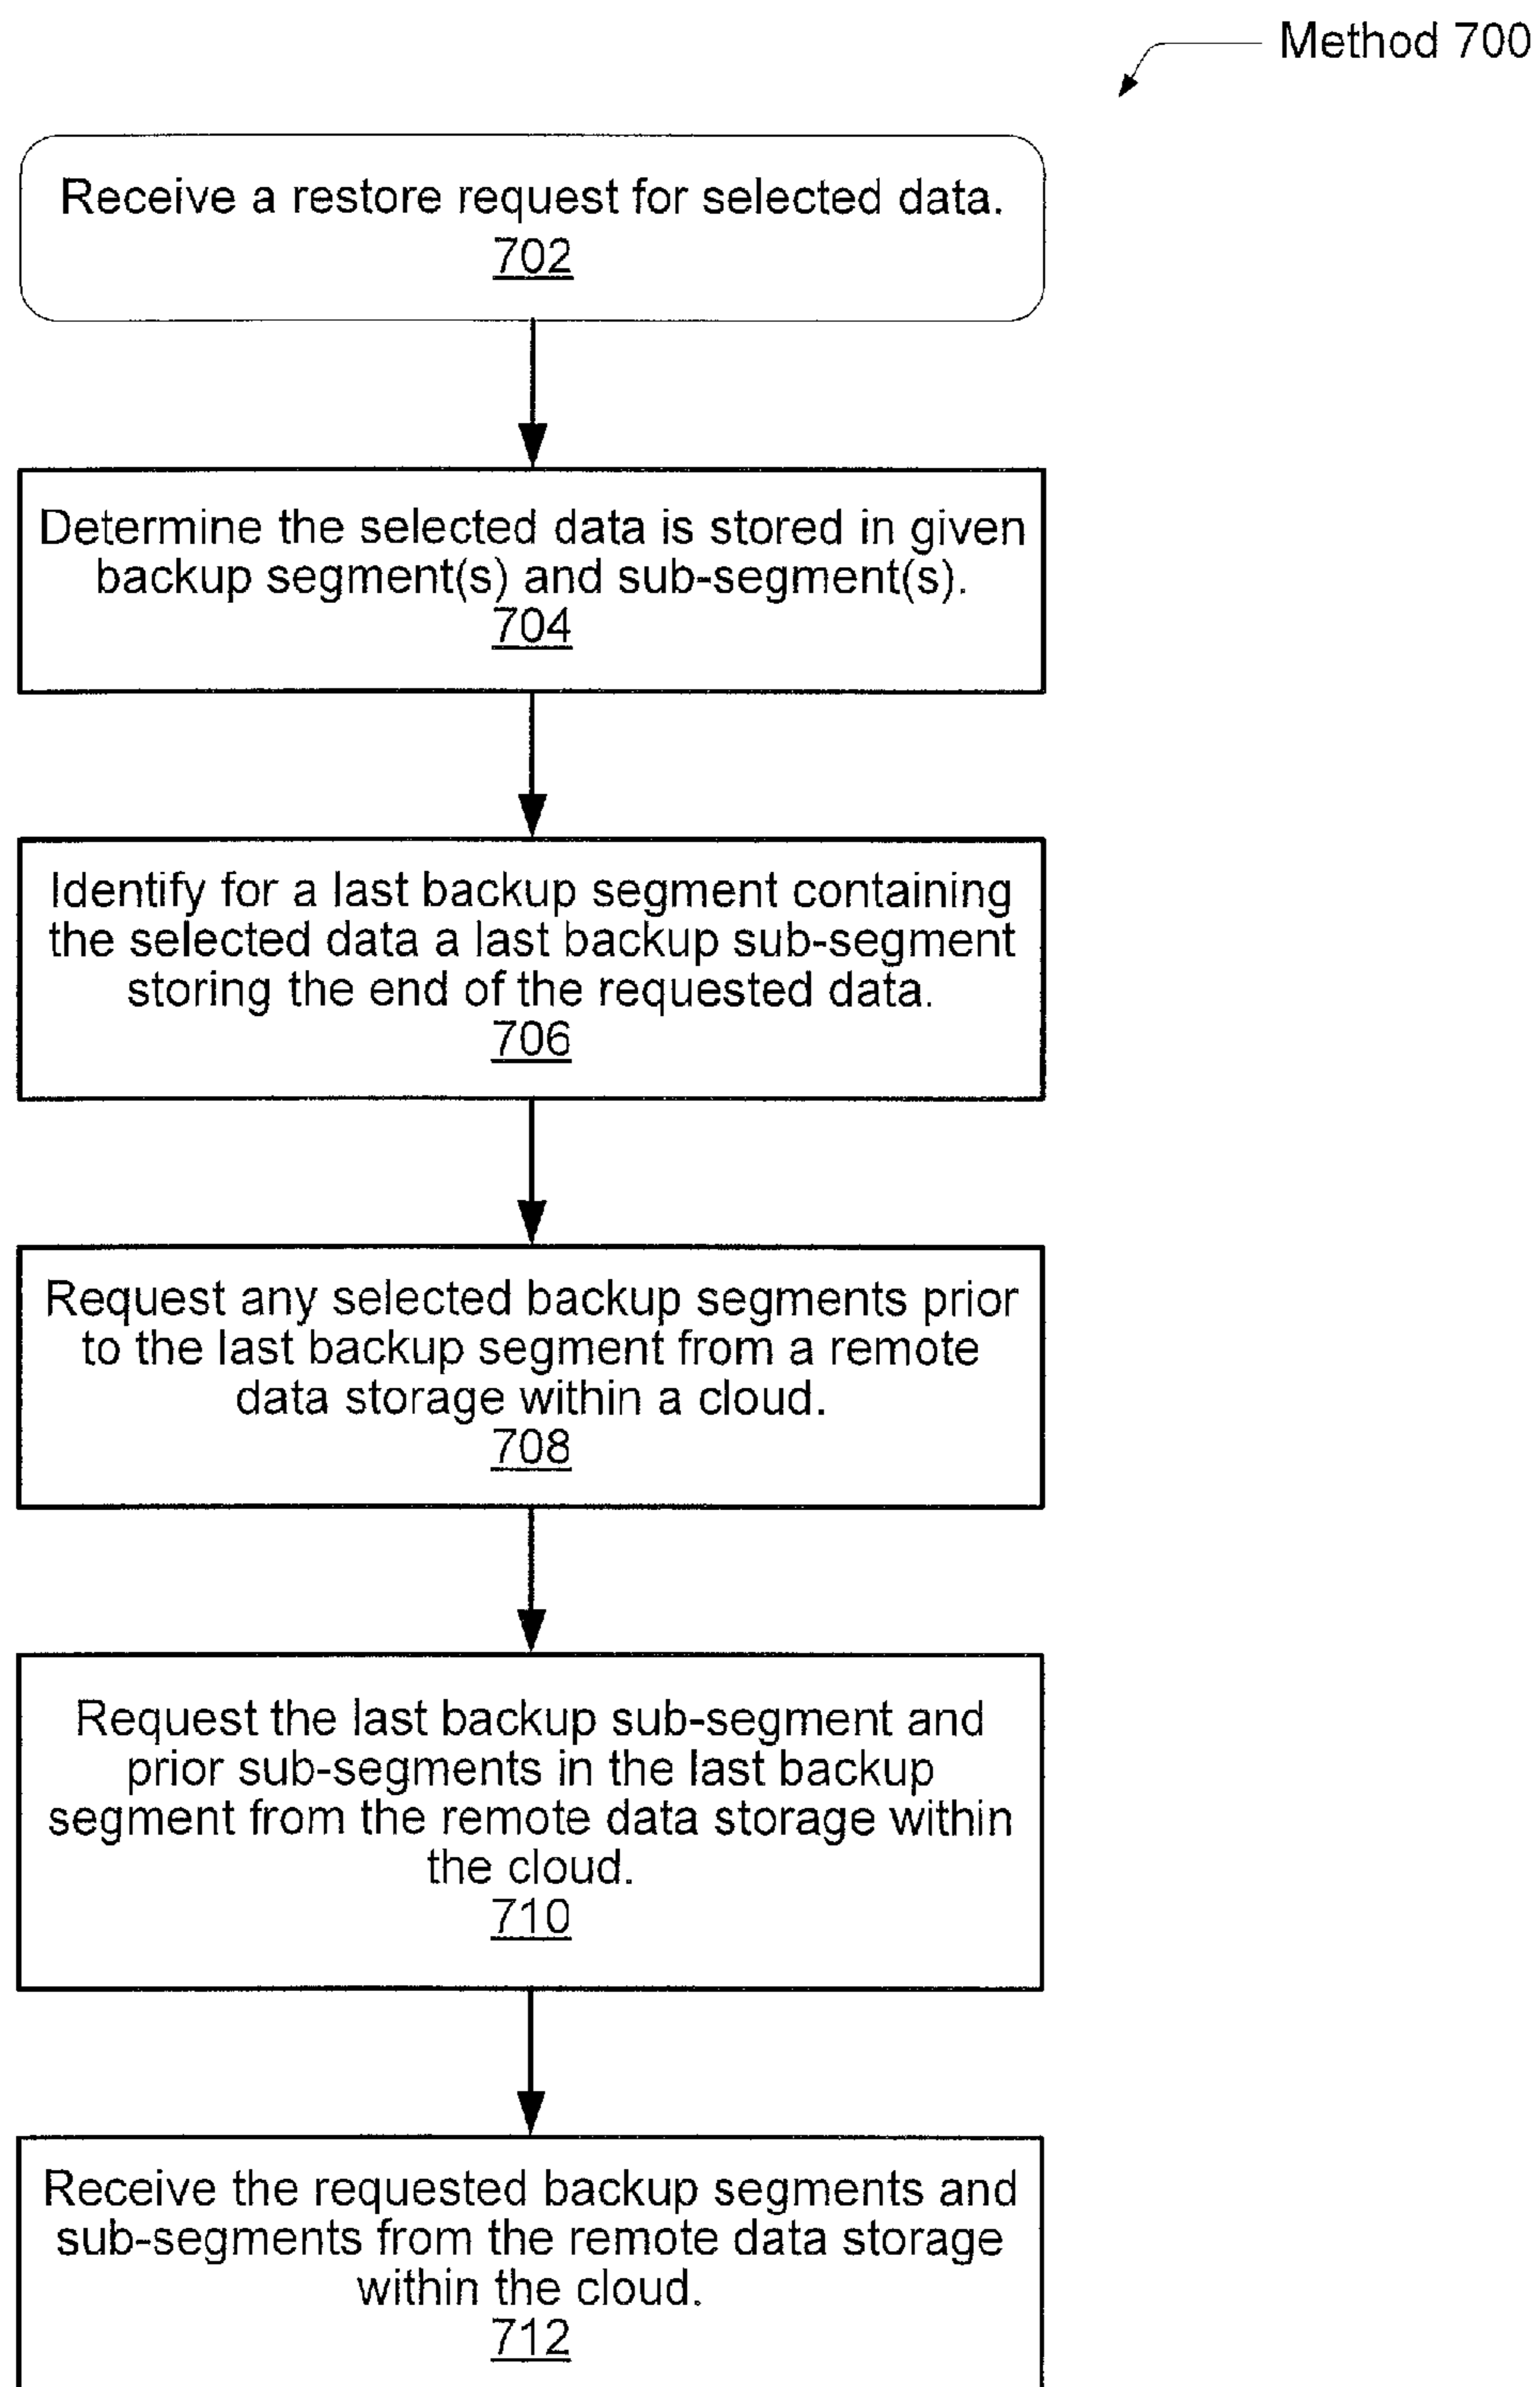 Method 700
Receive a restore request for selected data.
702
Determine the selected data is stored in given
backup segment(s) and sub-segment(s).
704
Identify for a last backup segment containing
the selected data a last backup sub-segment
storing the end of the requested data.
706
Request any selected backup segments prior
to the last backup segment from a remote
data storage within a cloud.
708
Request the last backup sub-segment and
prior sub-segments in the last backup
segment from the remote data storage within
the cloud.
710
Receive the requested backup segments and
sub-segments from the remote data storage
within the cloud.
712